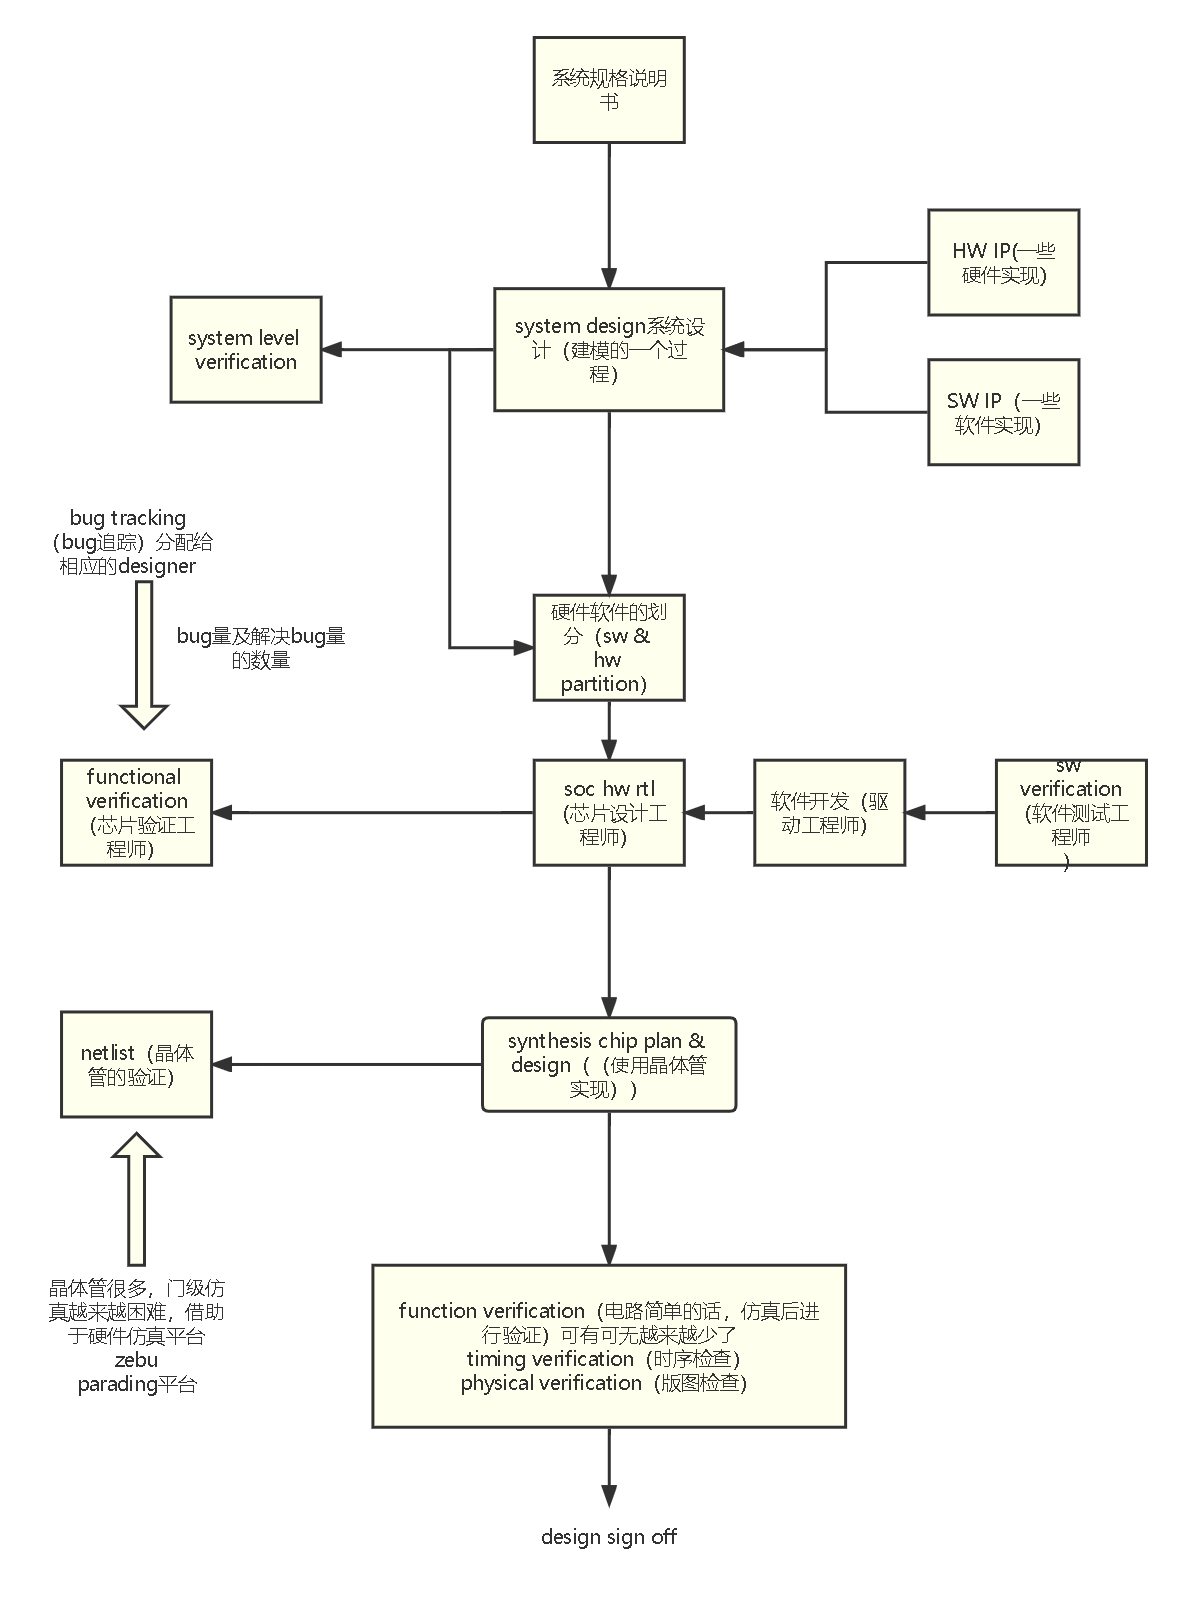 系统规格说明
书
HW IP(一些
硬件实现)
system design系统设
计（建模的一个过
程）
system level
verification
SW IP（一些
软件实现）
bug tracking
（bug追踪）分配给
相应的designer
bug量及解决bug量
的数量
硬件软件的划
分（sw &
hw
partition）
functional
verification
（芯片验证工
程师）
soc hw rtl
（芯片设计工
程师）
软件开发（驱
动工程师）
sw
verification
（软件测试工
程师
）
synthesis chip plan &
design（（使用晶体管
实现））
netlist（晶体
管的验证）
晶体管很多，门级仿
真越来越困难，借助
于硬件仿真平台
zebu
parading平台
function verification（电路简单的话，仿真后进
行验证）可有可无越来越少了
timing verification（时序检查）
physical verification（版图检查）
design sign off